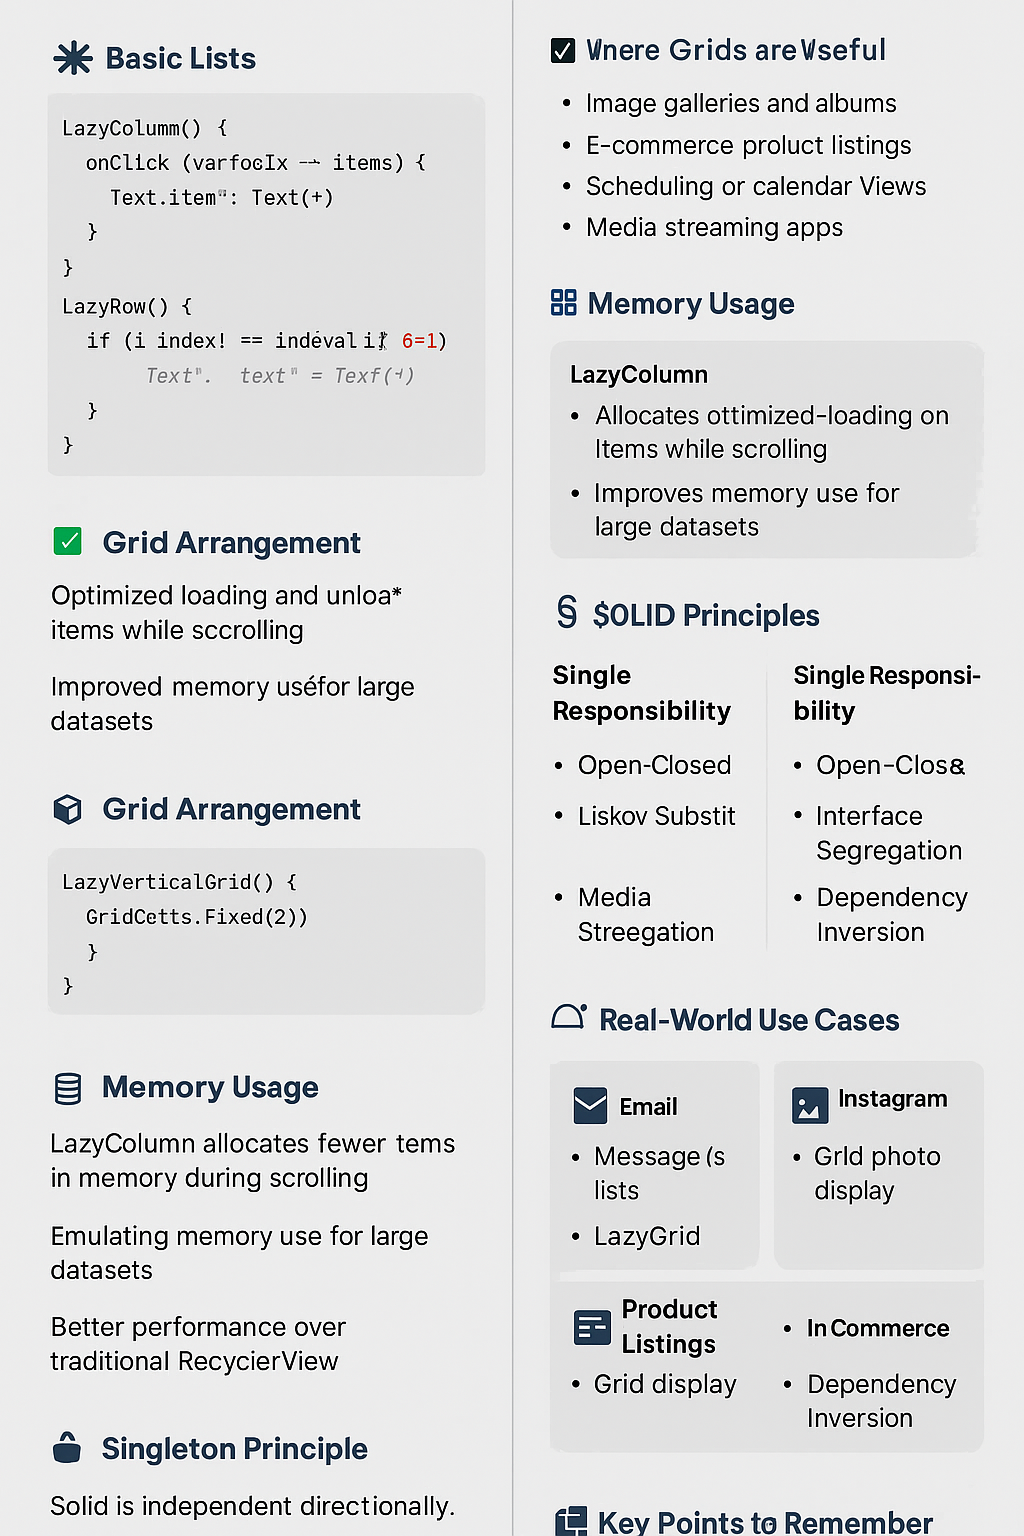 Basic Lists
LazyColumm() {
onClick (varfocIx → items) {
Text.item": Text(+)
}
}
LazyRow() {
if (i index! == indeval i 6=1)
Text". text" = Texf(+)
}
}
Grid Arrangement
Optimized loading and unloa*
items while sccrolling
Improved memory uséfor large
datasets
Grid Arrangement
LazyVerticalGrid() {
GridCetts.Fixed(2))
}
}
Memory Usage
LazyColumn allocates fewer tems
in memory during scrolling
Emulating memory use for large
datasets
Better performance over
traditional RecycierView
Singleton Principle
Solid is independent directionally.
Wnere Grids are Vseful
• Image galleries and albums
• E-commerce proluct listings
• Scheduling or calendar Views
• Media streaming apps
Memory Usage
LazyColumn
• Allocates ottimized-loading on
Items while scrolling
• Improves memory use for
large datasets
$OLID Principles
Single
Responsibility
• Open-Closed
• Liskov Substit
• Media
Streegation
Single Responsi-
bility
• Open-Clos&
• Interface
Segregation
• Dependency
Inversion
Real-World Use Cases
Email
• Message (s
lists
• LazyGrid
Instagram
• Grld photo
display
Product
Listings
• Grid display
• In Commerce
• Dependency
Inversion
Key Points to Remember